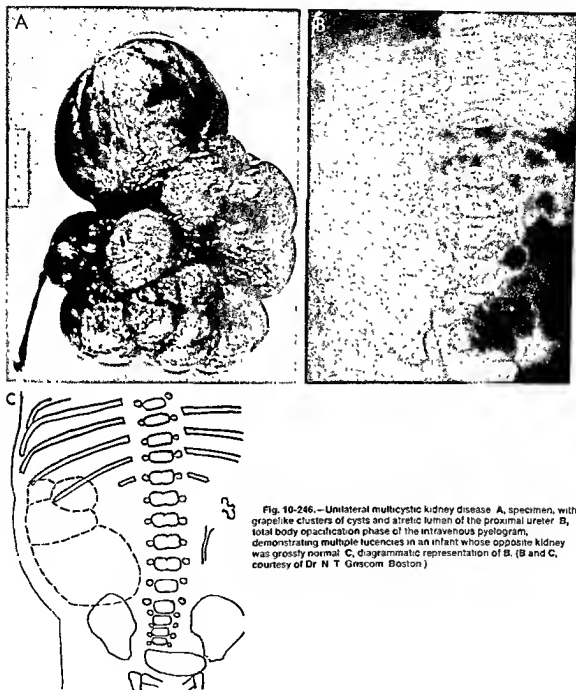 A
B
C
Fig. 10-246.—Unilateral multicystic kidney disease A, specimen, with
grapelike clusters of cysts and atretic lumen of the proximal ureter B,
total body opacification phase of the intravenous pyelogram,
demonstrating multiple lucencies in an infant whose opposite kidney
was grossly normal C, diagrammatic representation of B. (B and C,
courtesy of Dr N T Griscom Boston)